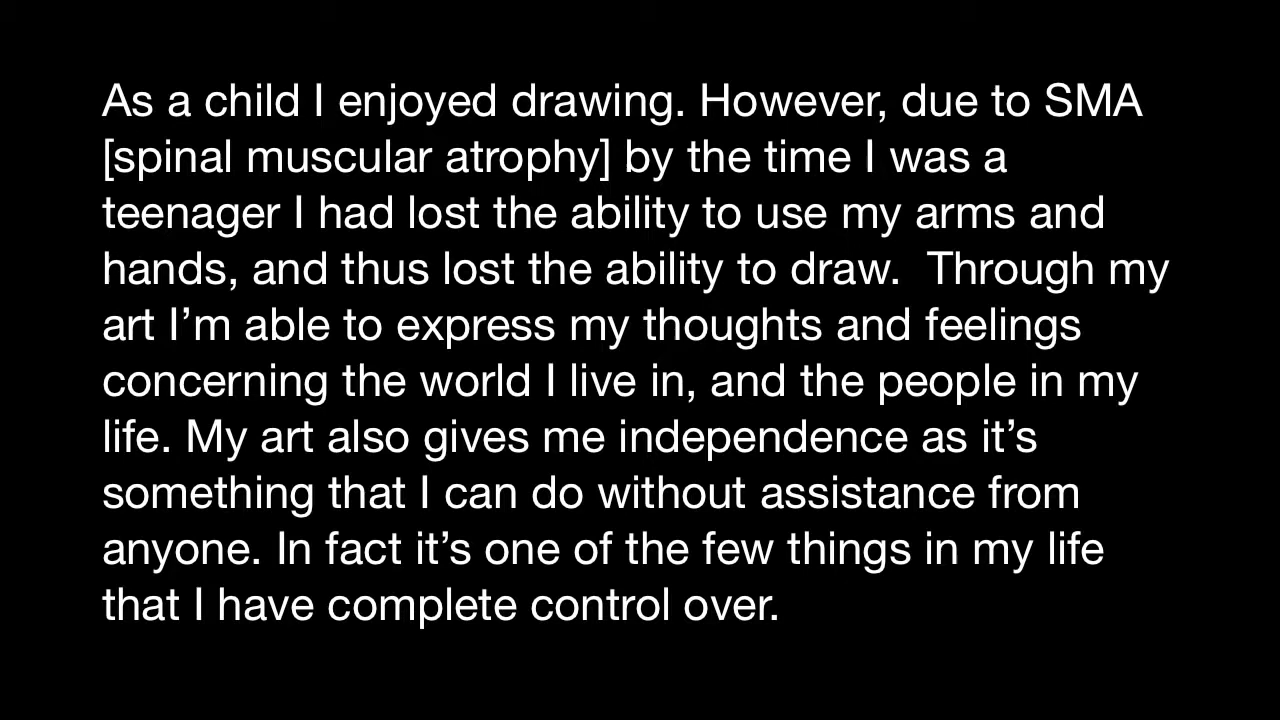 As a child I enjoyed drawing. However, due to SMA
[spinal muscular atrophy] by the time I was a
teenager I had lost the ability to use my arms and
hands, and thus lost the ability to draw.  Through my
art I’m able to express my thoughts and feelings
concerning the world I live in, and the people in my
life. My art also gives me independence as it’s
something that I can do without assistance from
anyone. In fact it’s one of the few things in my life
that I have complete control over.